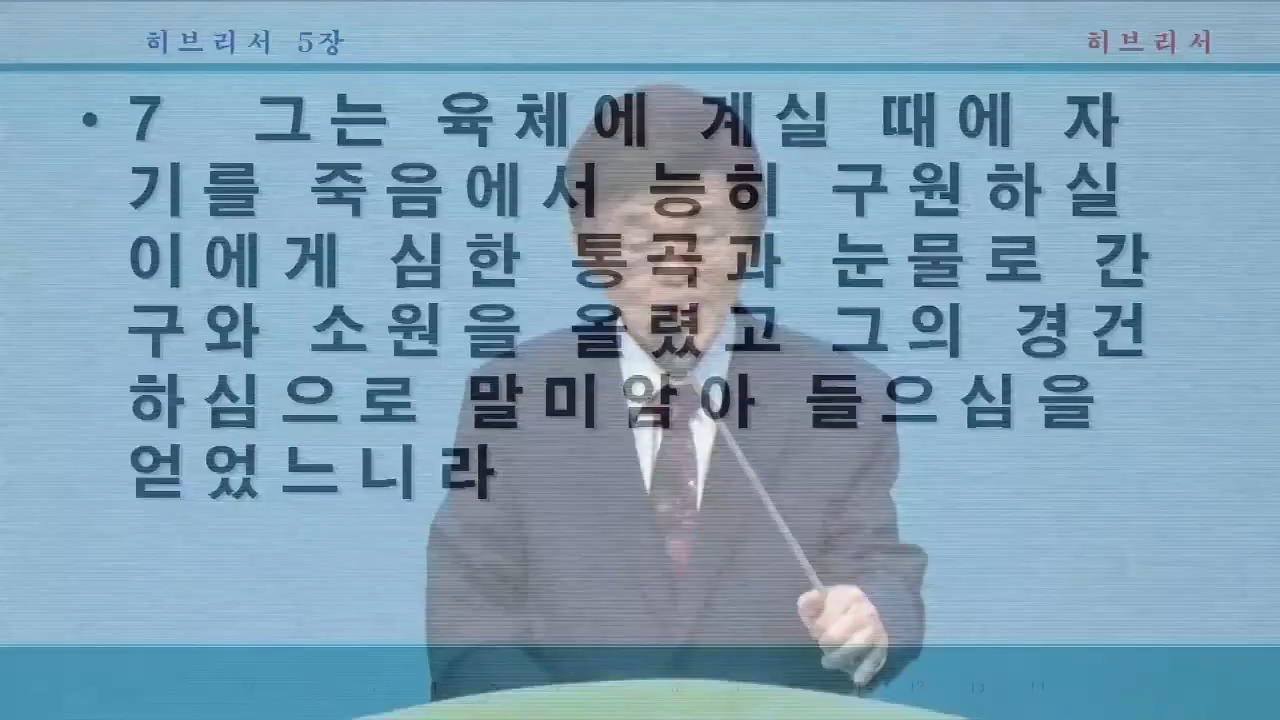 히브리서 5장
히브리서
• 7 그는 육체에 계실 때에 자
기를 죽음에서 능히 구원하실
이에게 심한 통곡과 눈물로 간
구와 소원을 올렸고 그의 경건
하심으로 말미암아 들으심을
얻었느니라